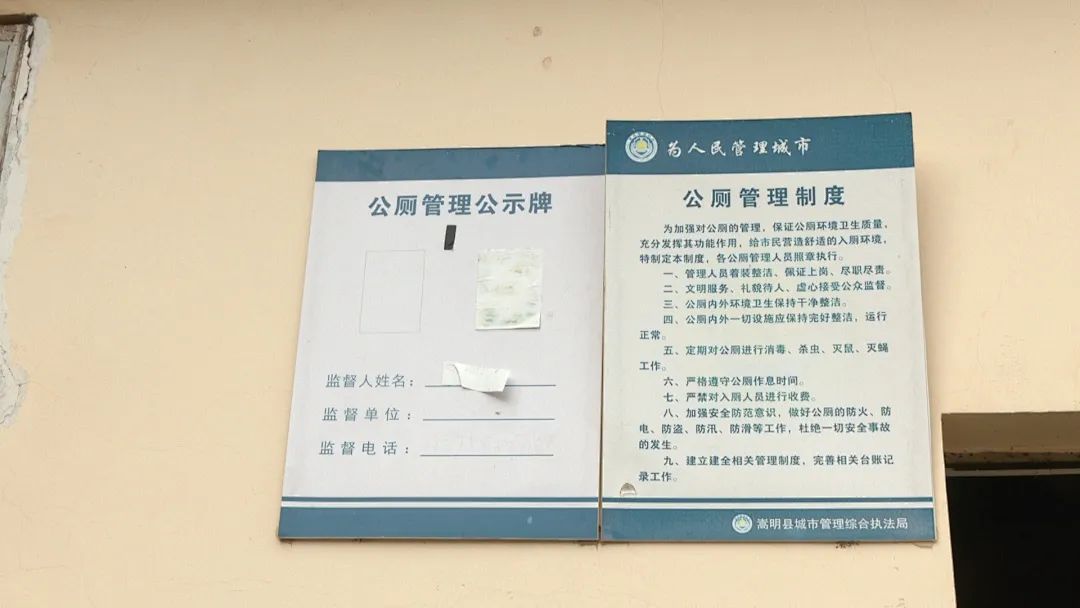 公厕管理公示牌
监督人姓名：
监督单位：
监督电话：
为人民管理城市
公厕管理制度
为加强对公厕的管理，保证公厕环境卫生质量，
充分发挥其功能作用，给市民营造舒适的入厕环境，
特制定本制度，各公厕管理人员照章执行。
一、管理人员着装整洁、佩证上岗、尽职尽责。
二、文明服务、礼貌待人、虚心接受公众监督。
三、公厕内外环境卫生保持干净整洁。
四、公厕内外一切设施应保持完好整洁，运行
正常。
五、定期对公厕进行消毒、杀虫、灭鼠、灭蝇
工作。
六、严格遵守公厕作息时间。
七、严禁对入厕人员进行收费。
八、加强安全防范意识，做好公厕的防火、防
电、防盗、防汛、防滑等工作，杜绝一切安全事故
的发生。
九、建立建全相关管理制度，完善相关台账记
录工作。
嵩明县城市管理综合执法局